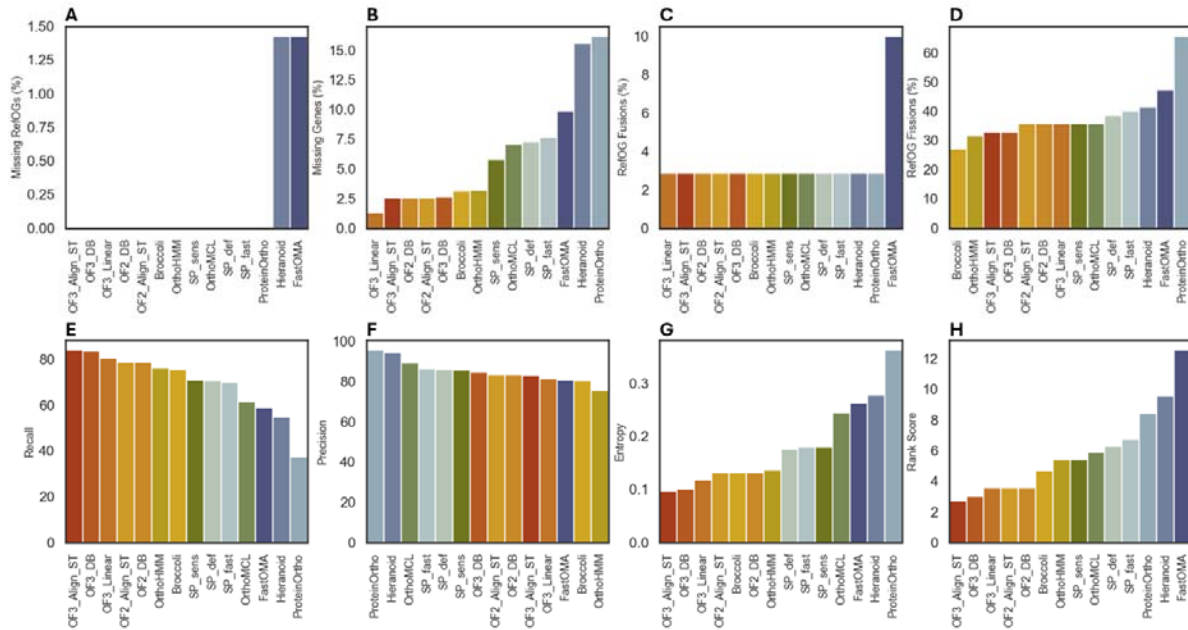 A
Missing RefOGs (%)
1.50
1.25
1.00
0.75
0.50
0.25
0.00
OF3_Align_ST
OF3_DB
OF3_Linear
OF2_DB
OF2_Align_ST
Broccoli
OrthoHMM
SP_sens
OrthoMCL
SP_def
SP_fast
ProteinOrtho
Hieranoid
FastOMA
B
Missing Genes (%)
15.0
12.5
10.0
7.5
5.0
2.5
0.0
OF3_Linear
OF3_Align_ST
OF2_DB
OF2_Align_ST
OF3_DB
Broccoli
OrthoHMM
SP_sens
OrthoMCL
SP_def
SP_fast
FastOMA
Hieranoid
ProteinOrtho
C
RefOG Fusions (%)
10
8
6
4
2
0
OF3_Linear
OF3_Align_ST
OF2_DB
OF2_Align_ST
OF3_DB
Broccoli
OrthoHMM
SP_sens
OrthoMCL
SP_def
SP_fast
Hieranoid
ProteinOrtho
FastOMA
D
RefOG Fissions (%)
60
50
40
30
20
10
0
Broccoli
OrthoHMM
OF3_Align_ST
OF3_DB
OF2_Align_ST
OF2_DB
OF3_Linear
SP_sens
OrthoMCL
SP_def
SP_fast
Hieranoid
FastOMA
ProteinOrtho
E
Recall
80
60
40
20
0
OF3_Align_ST
OF3_DB
OF3_Linear
OF2_Align_ST
OF2_DB
OrthoHMM
Broccoli
SP_sens
SP_def
SP_fast
OrthoMCL
FastOMA
Hieranoid
ProteinOrtho
F
Precision
100
80
60
40
20
0
ProteinOrtho
Hieranoid
OrthoMCL
SP_fast
SP_def
SP_sens
OF3_DB
OF2_Align_ST
OF2_DB
OF3_Align_ST
OF3_Linear
FastOMA
Broccoli
OrthoHMM
G
Entropy
0.3
0.2
0.1
0.0
OF3_Align_ST
OF3_DB
OF3_Linear
OF2_Align_ST
Broccoli
OF2_DB
OrthoHMM
SP_def
SP_fast
SP_sens
OrthoMCL
FastOMA
Hieranoid
ProteinOrtho
H
Rank Score
12
10
8
6
4
2
0
OF3_Align_ST
OF3_DB
OF3_Linear
OF2_Align_ST
OF2_DB
Broccoli
OrthoHMM
SP_sens
OrthoMCL
SP_def
SP_fast
ProteinOrtho
Hieranoid
FastOMA